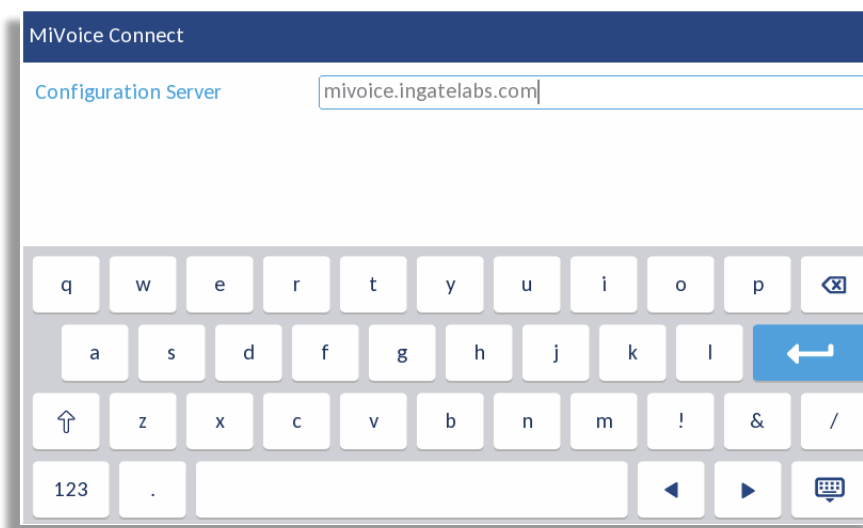 MiVoice Connect
Configuration Server mivoice.ingatelabs.com
q w e r t y u i o p
a s d f g h j k l
z x c v b n m ! & /
123 .